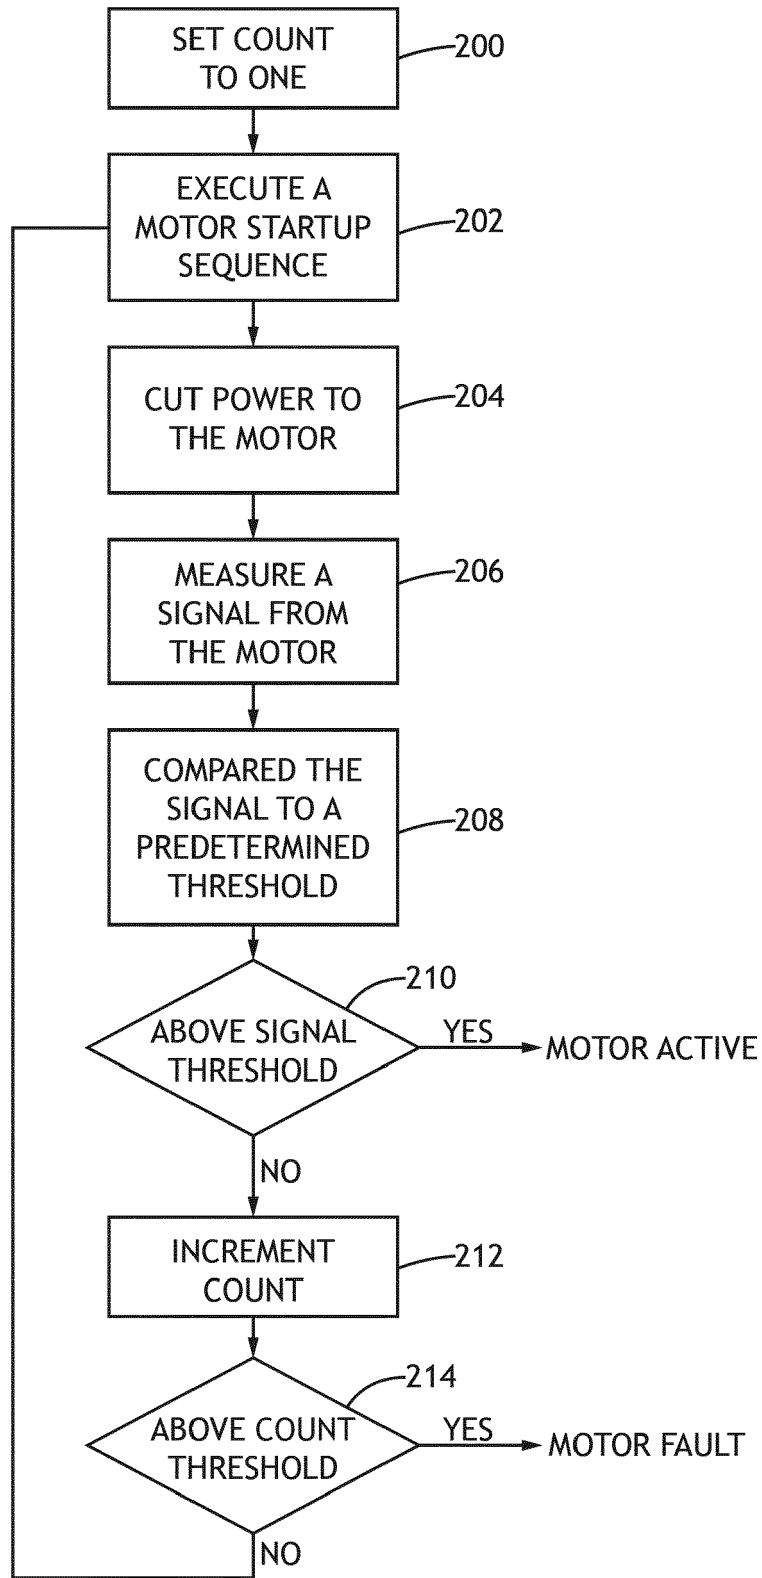 SET COUNT
TO ONE
200
EXECUTE A
MOTOR STARTUP
SEQUENCE
202
CUT POWER TO
THE MOTOR
204
MEASURE A
SIGNAL FROM
THE MOTOR
206
COMPARED THE
SIGNAL TO A
PREDETERMINED
THRESHOLD
208
210
ABOVE SIGNAL
THRESHOLD
YES
MOTOR ACTIVE
NO
INCREMENT
COUNT
212
214
ABOVE COUNT
THRESHOLD
YES
MOTOR FAULT
NO